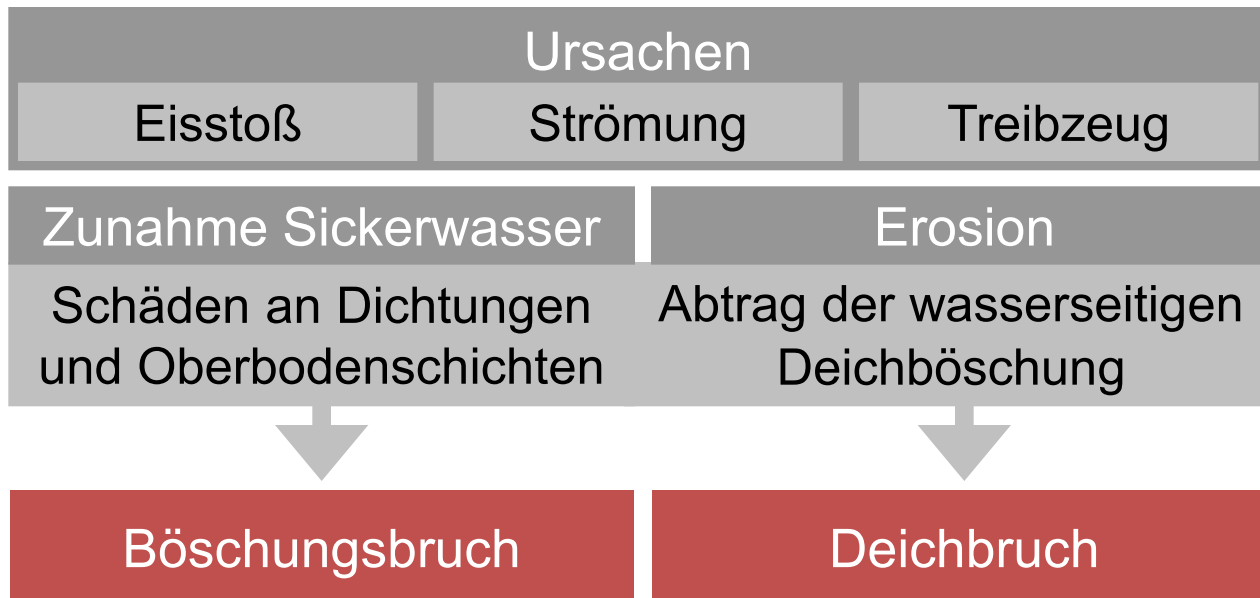 Ursachen
Eisstoß
Strömung
Treibzeug
Zunahme Sickerwasser
Schäden an Dichtungen
und Oberbodenschichten
Erosion
Abtrag der wasserseitigen
Deichböschung
Böschungsbruch
Deichbruch